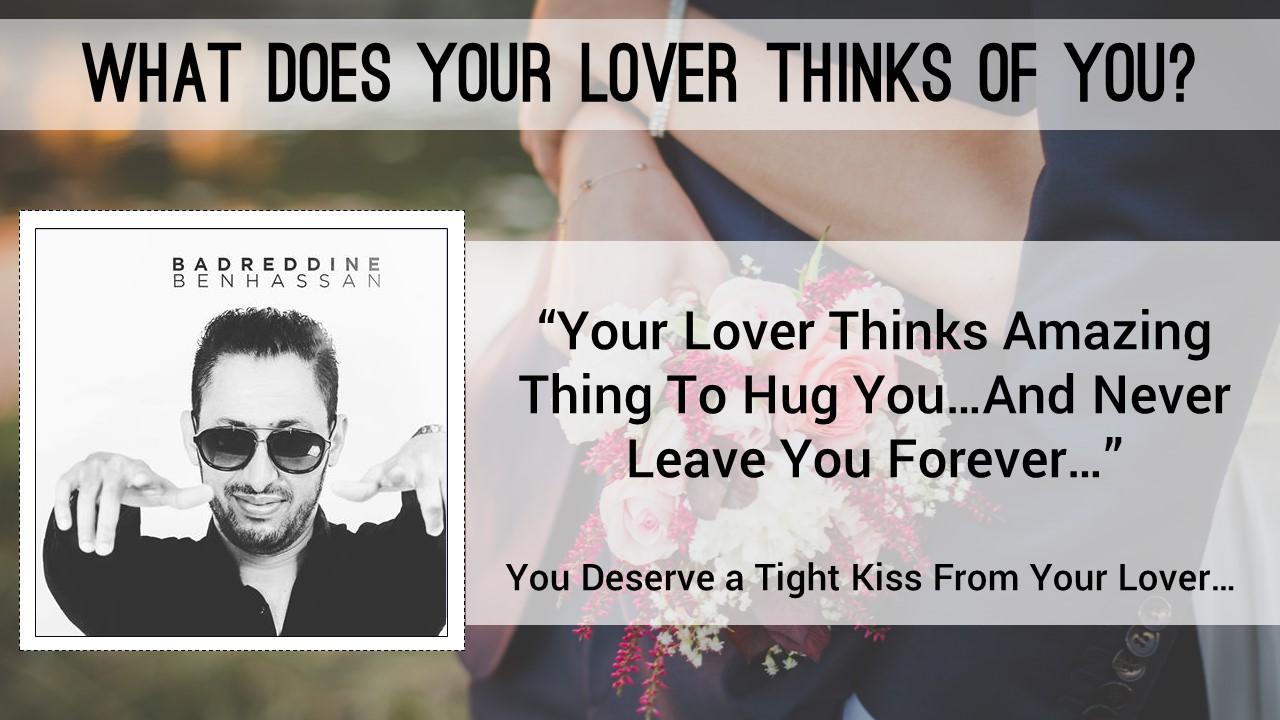 WHAT DOES YOUR LOVER THINKS OF YOU?
BADREDDINE
BENHASSAN
“Your Lover Thinks Amazing
Thing To Hug You...And Never
Leave You Forever...”
You Deserve a Tight Kiss From Your Lover...